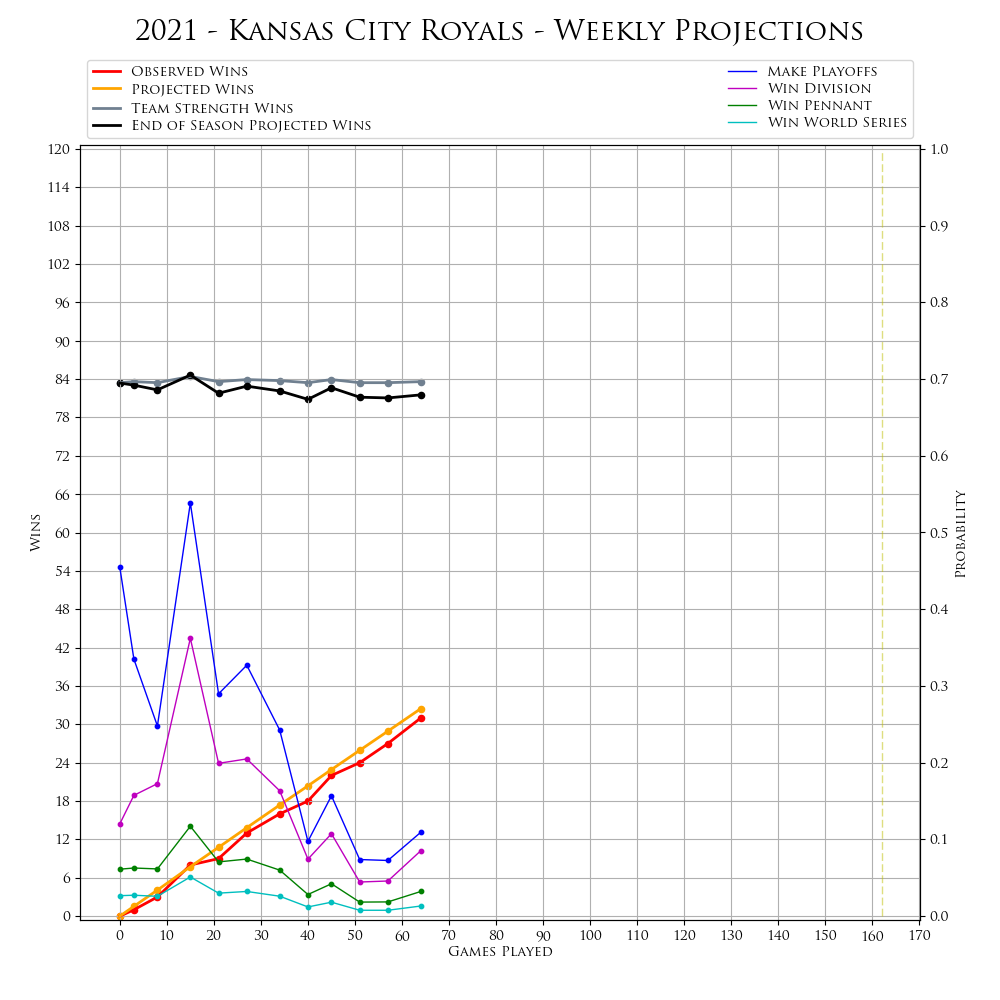 2021 - Kansas City Royals - Weekly Projections
Observed Wins
Projected Wins
Team Strength Wins
End of Season Projected Wins
Make Playoffs
Win Division
Win Pennant
Win World Series
120
114
108
102
96
90
84
78
72
66
60
54
48
42
36
30
24
18
12
6
0
Wins
1.0
0.9
0.8
0.7
0.6
0.5
0.4
0.3
0.2
0.1
0.0
Probability
0 10 20 30 40 50 60 70 80 90 100 110 120 130 140 150 160 170
Games Played